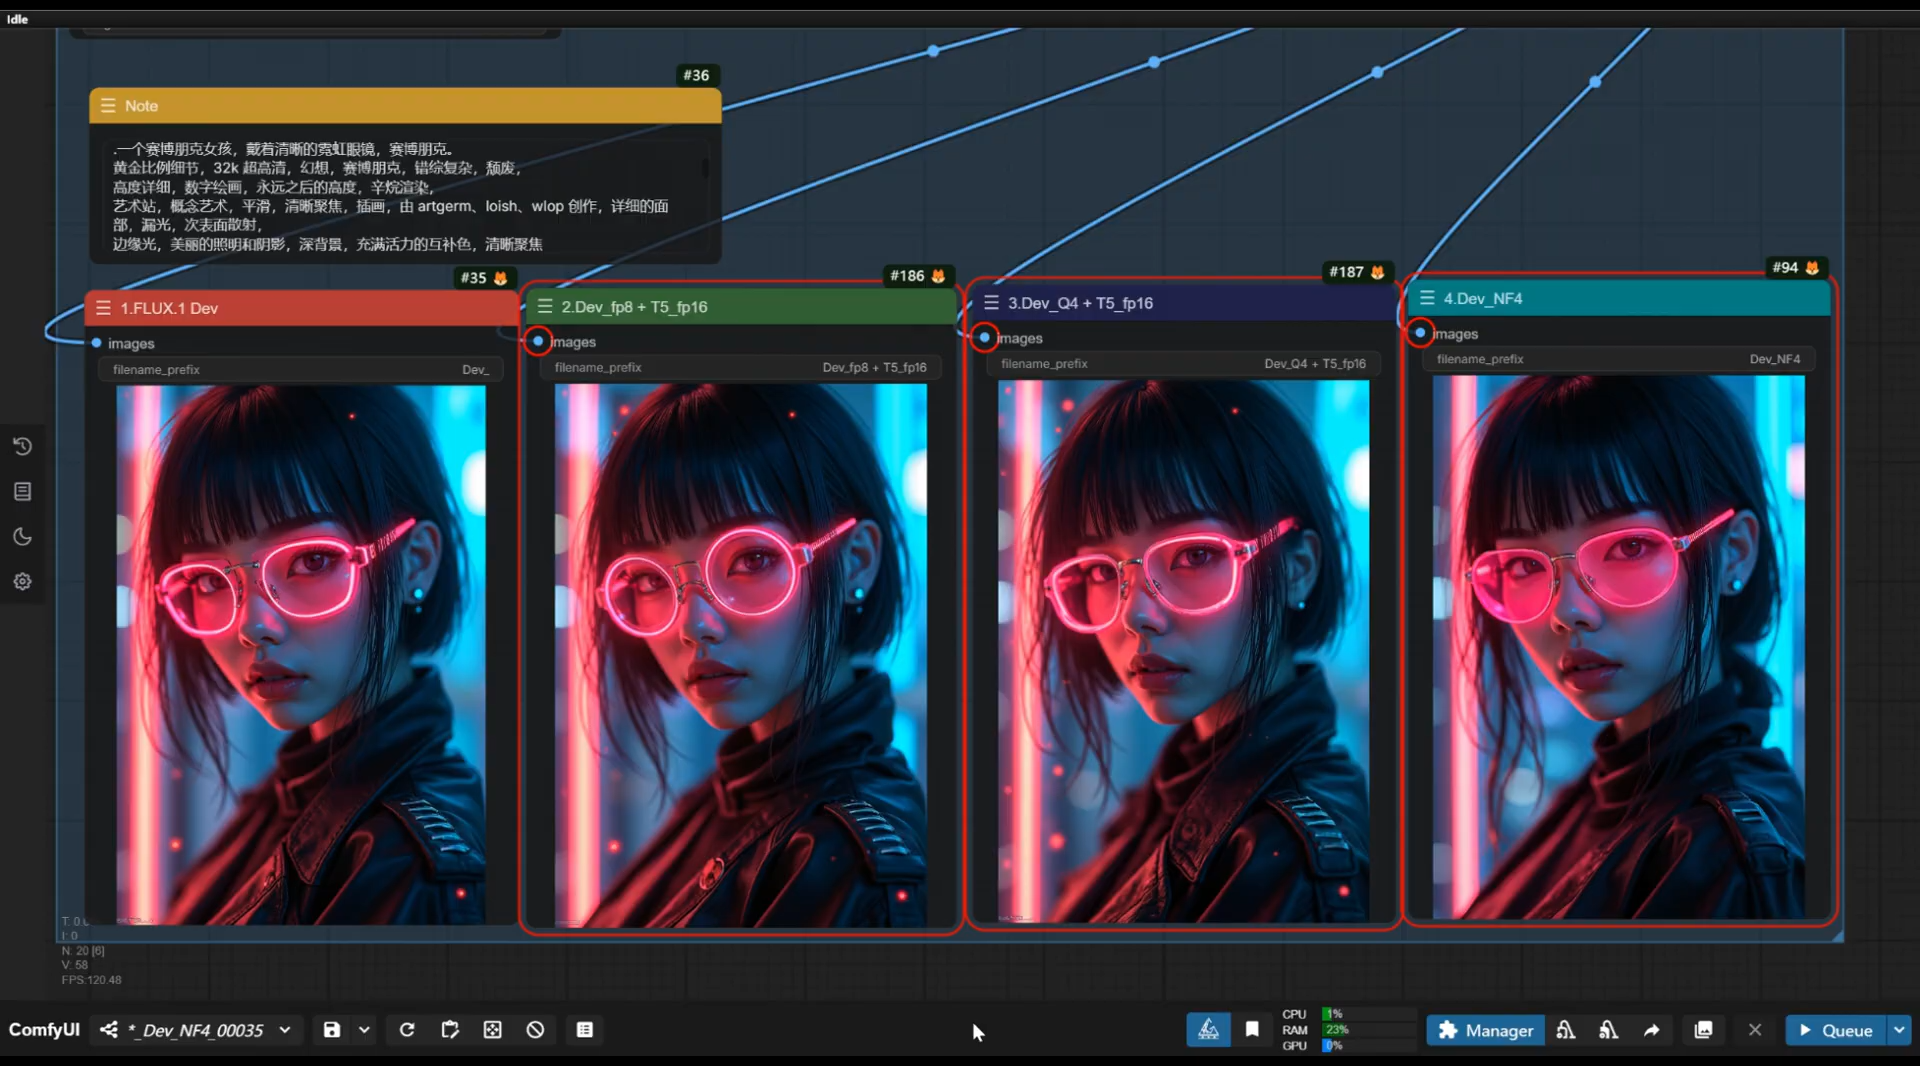 Idle
#36
Note
.一个赛博朋克女孩，戴着清晰的霓虹眼镜，赛博朋克。
黄金比例细节，32k 超高清，幻想，赛博朋克，错综复杂，颓废，
高度详细，数字绘画，永远之后的高度，辛烷渲染，
艺术站，概念艺术，平滑，清晰聚焦，插画，由 artgerm、loish、wlop 创作，详细的面
部，漏光，次表面散射，
边缘光，美丽的照明和阴影，深背景，充满活力的互补色，清晰聚焦
#35
1.FLUX.1 Dev
images
filename_prefix Dev_
#186
2.Dev_fp8 + T5_fp16
images
filename_prefix Dev_fp8 + T5_fp16
#187
3.Dev_Q4 + T5_fp16
images
filename_prefix Dev_Q4 + T5_fp16
#94
4.Dev_NF4
images
filename_prefix Dev_NF4
I: 0
N: 20 [6]
V: 58
FPS:120.48
ComfyUI
* _Dev_NF4_00035
CPU 1%
RAM 23%
GPU 0%
Manager
Queue